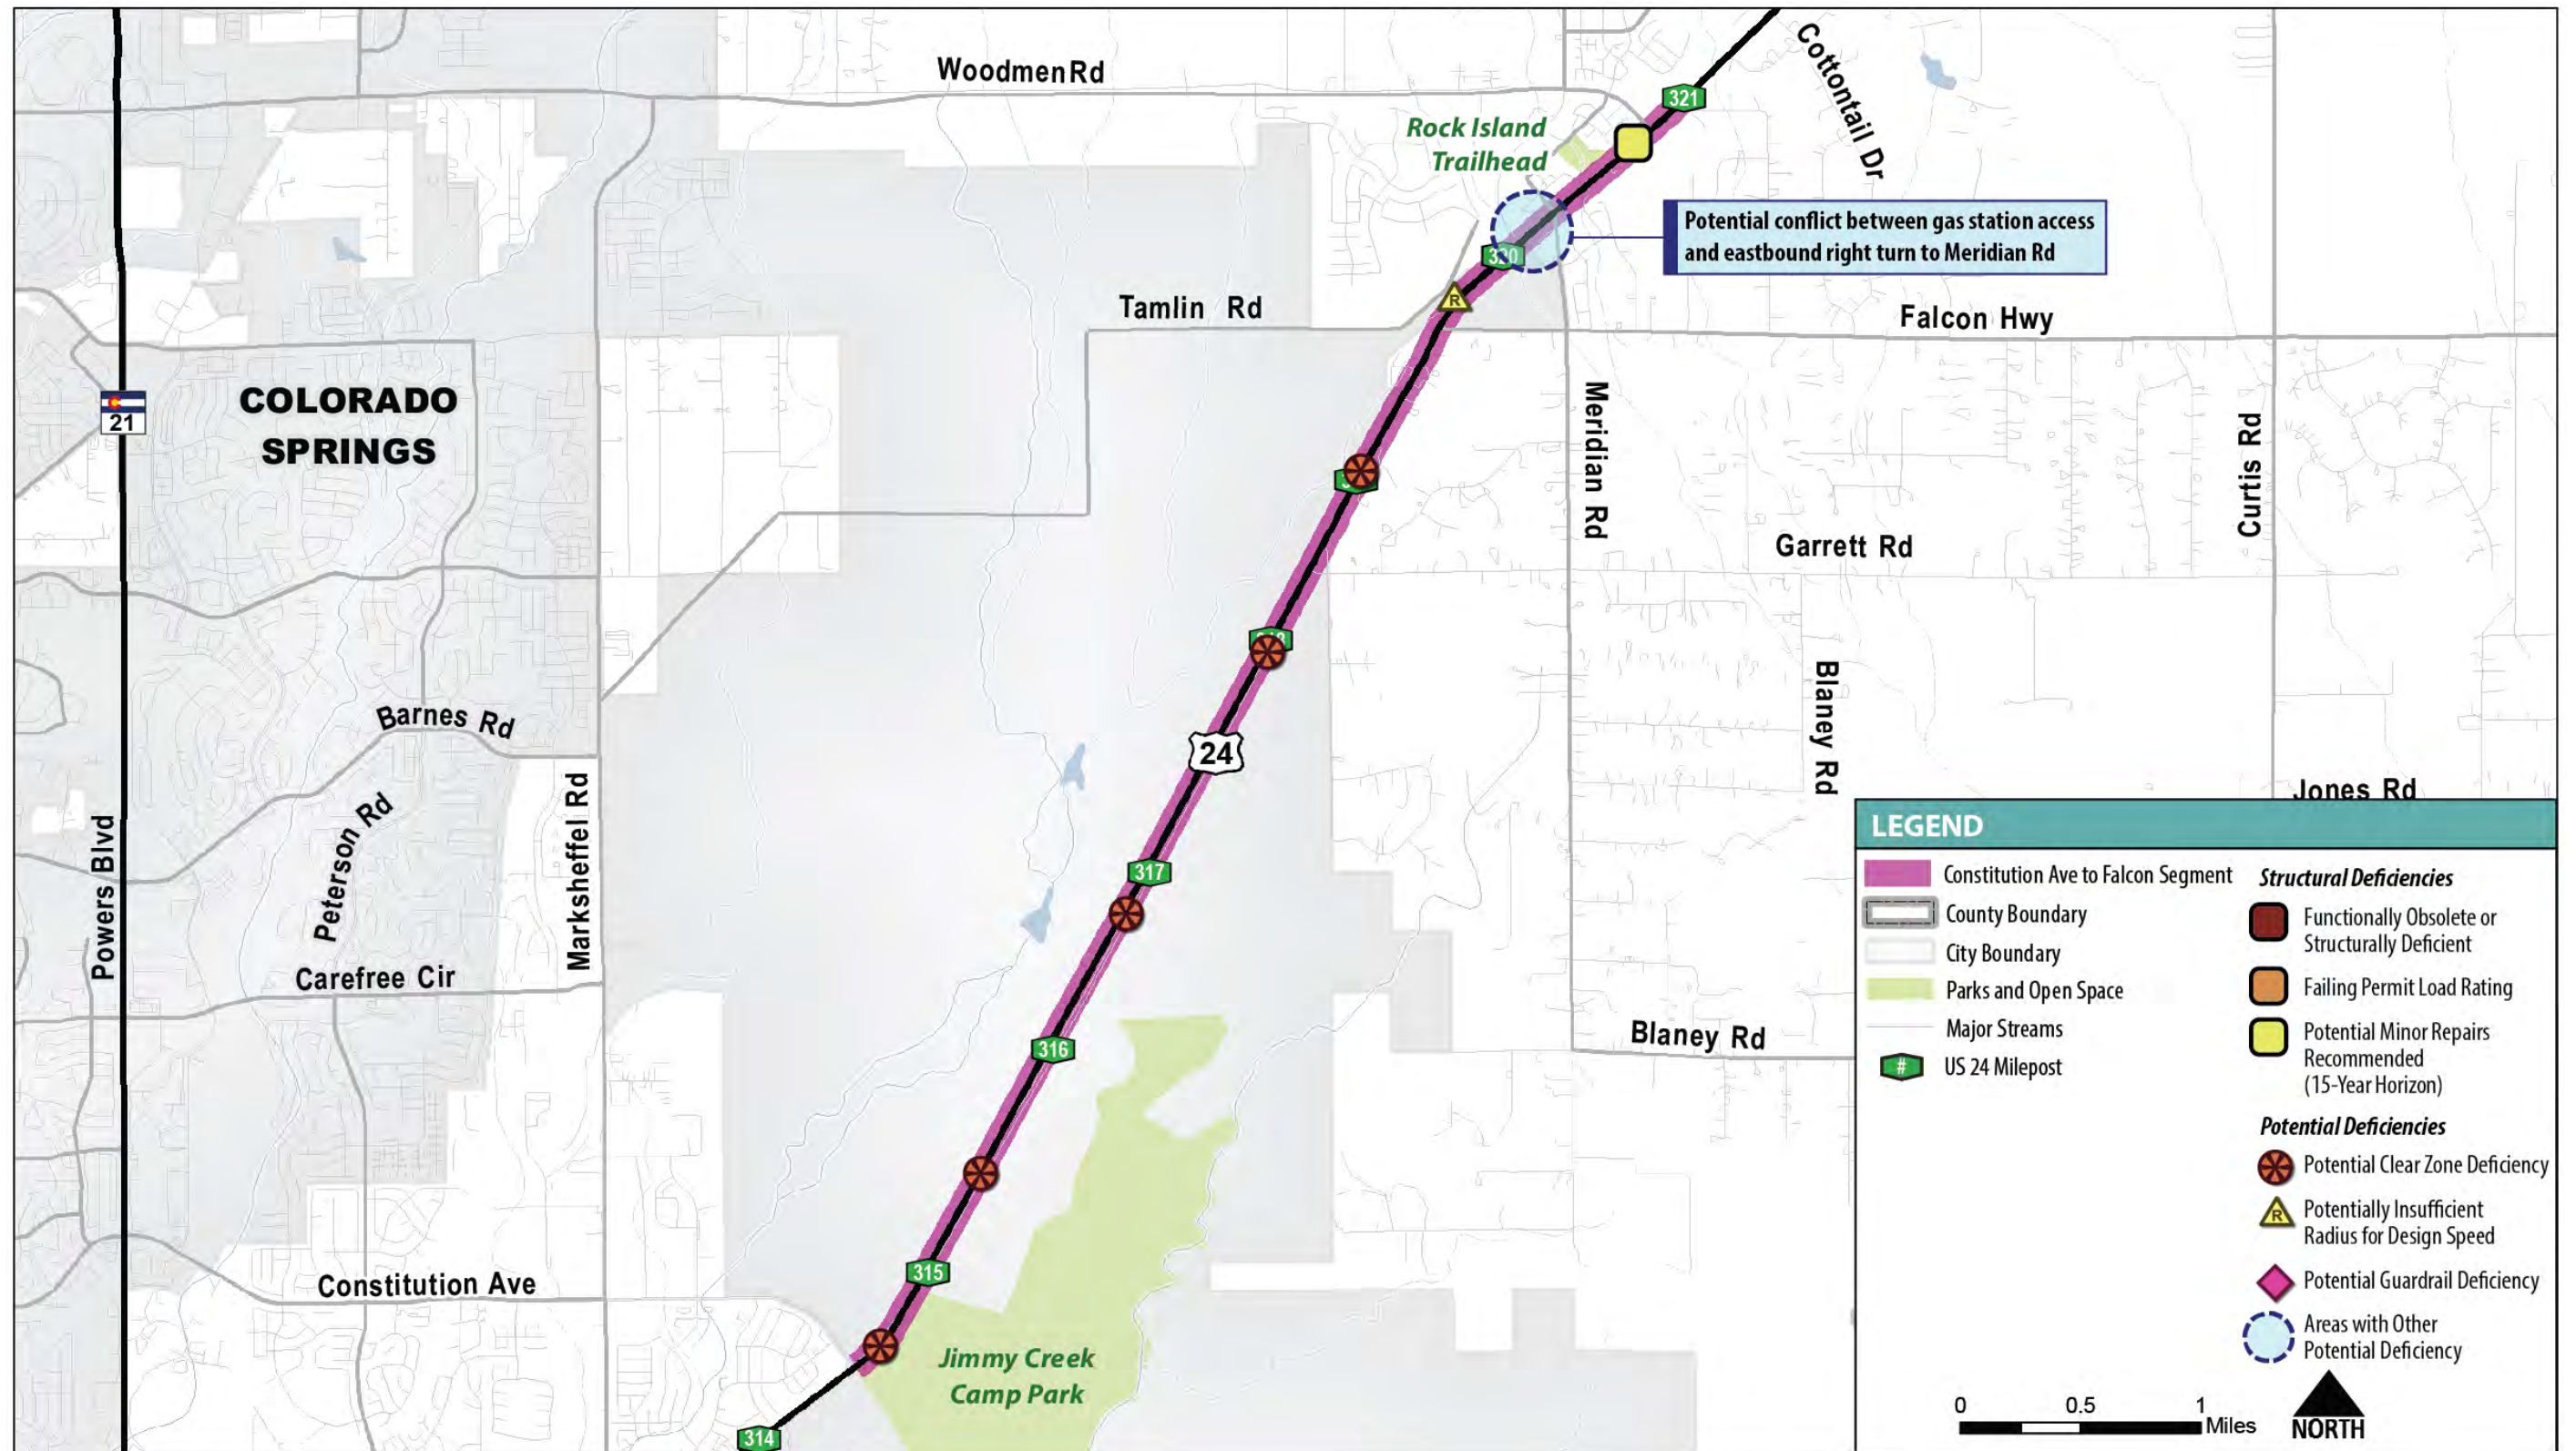 Woodmen Rd
321
Cottontail Dr
Rock Island
Trailhead
Potential conflict between gas station access
and eastbound right turn to Meridian Rd
Tamlin Rd
R
Falcon Hwy
COLORADO
SPRINGS
21
Meridian Rd
Curtis Rd
Garrett Rd
Barnes Rd
24
Blaney Rd
Jones Rd
Peterson Rd
Marksheffel Rd
Powers Blvd
317
Carefree Cir
316
Blaney Rd
315
Constitution Ave
Jimmy Creek
Camp Park
314
LEGEND
Constitution Ave to Falcon Segment
County Boundary
City Boundary
Parks and Open Space
Major Streams
# US 24 Milepost
Structural Deficiencies
Functionally Obsolete or
Structurally Deficient
Failing Permit Load Rating
Potential Minor Repairs
Recommended
(15-Year Horizon)
Potential Deficiencies
Potential Clear Zone Deficiency
R Potentially Insufficient
Radius for Design Speed
Potential Guardrail Deficiency
Areas with Other
Potential Deficiency
0 0.5 1
Miles
NORTH